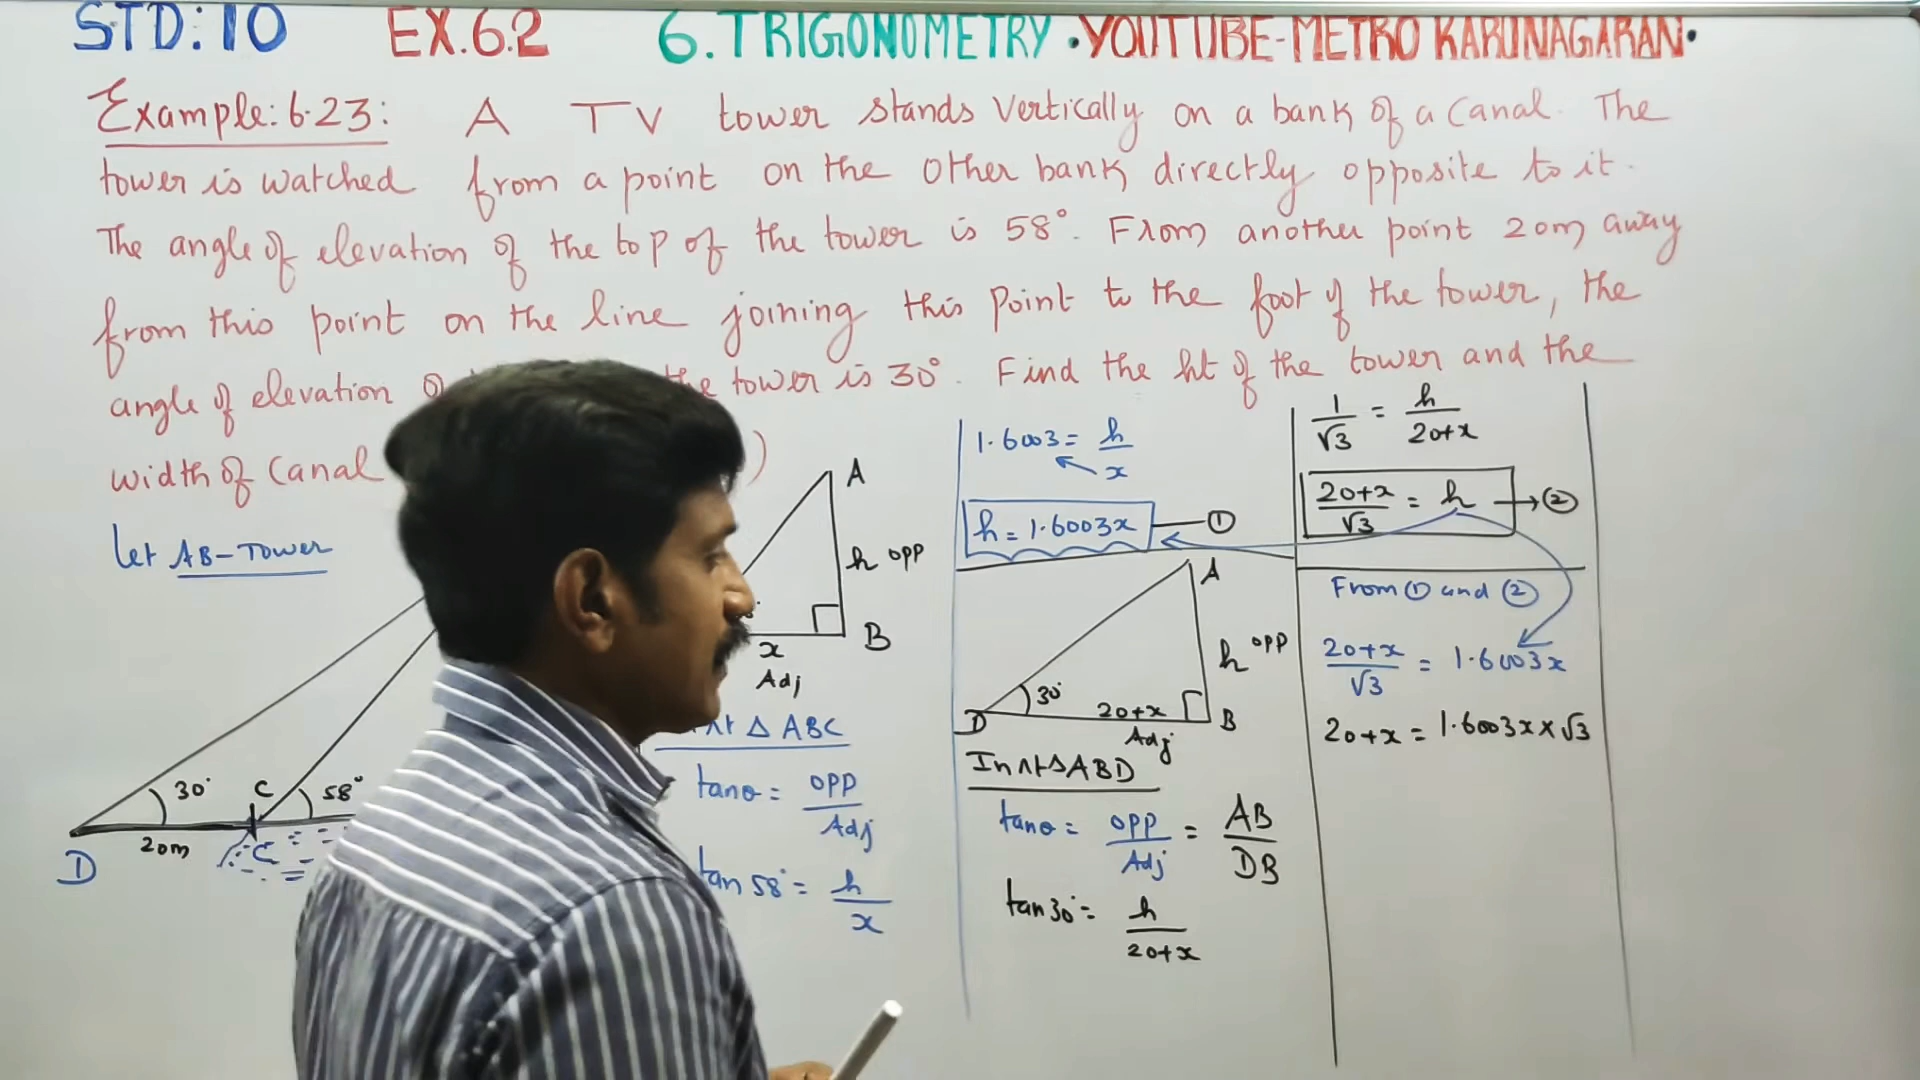 STD:10 EX.6.2 6.TRIGONOMETRY •YOUTUBE-METRO KARUNAGARAN•
Example:6.23: A TV tower stands vertically on a bank of a canal. The
tower is watched from a point on the other bank directly opposite to it.
The angle of elevation of the top of the tower is 58°. From another point 20m away
from this point on the line joining this point to the foot of the tower, the
angle of elevation the tower is 30°. Find the ht of the tower and the
width of canal )
Let AB-Tower
30°
C
58°
D
20m
C
A
h opp
B
x
Adj
rt Δ ABC
tanθ = opp/Adj
tan 58° = h/x
1.6003 = h/x
h = 1.6003x ①
A
h opp
30°
D
20+x
B
Adj
In rt Δ ABD
tanθ = opp/Adj = AB/DB
tan30° = h/20+x
1/√3 = h/20+x
20+x/√3 = h → ②
From ① and ②
20+x/√3 = 1.6003x
20+x = 1.6003x×√3